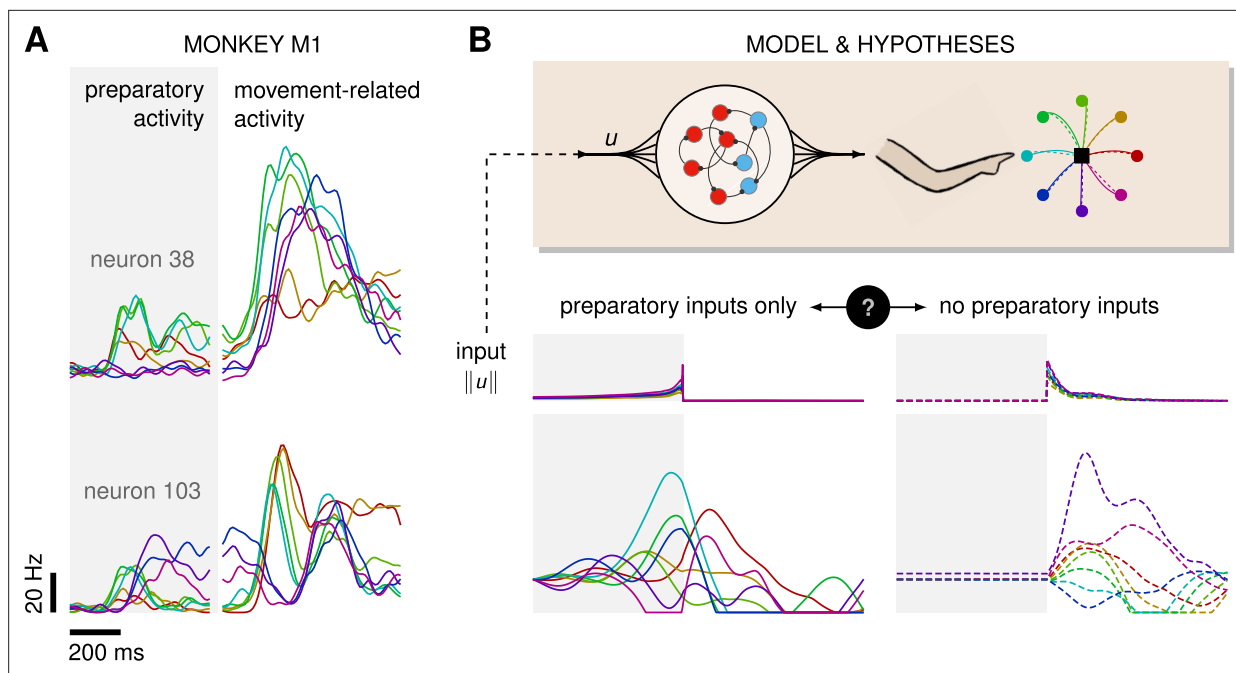 A
MONKEY M1
preparatory
activity
movement-related
activity
neuron 38
neuron 103
20 Hz
200 ms
B
MODEL & HYPOTHESES
u
preparatory inputs only
?
no preparatory inputs
input
||u||